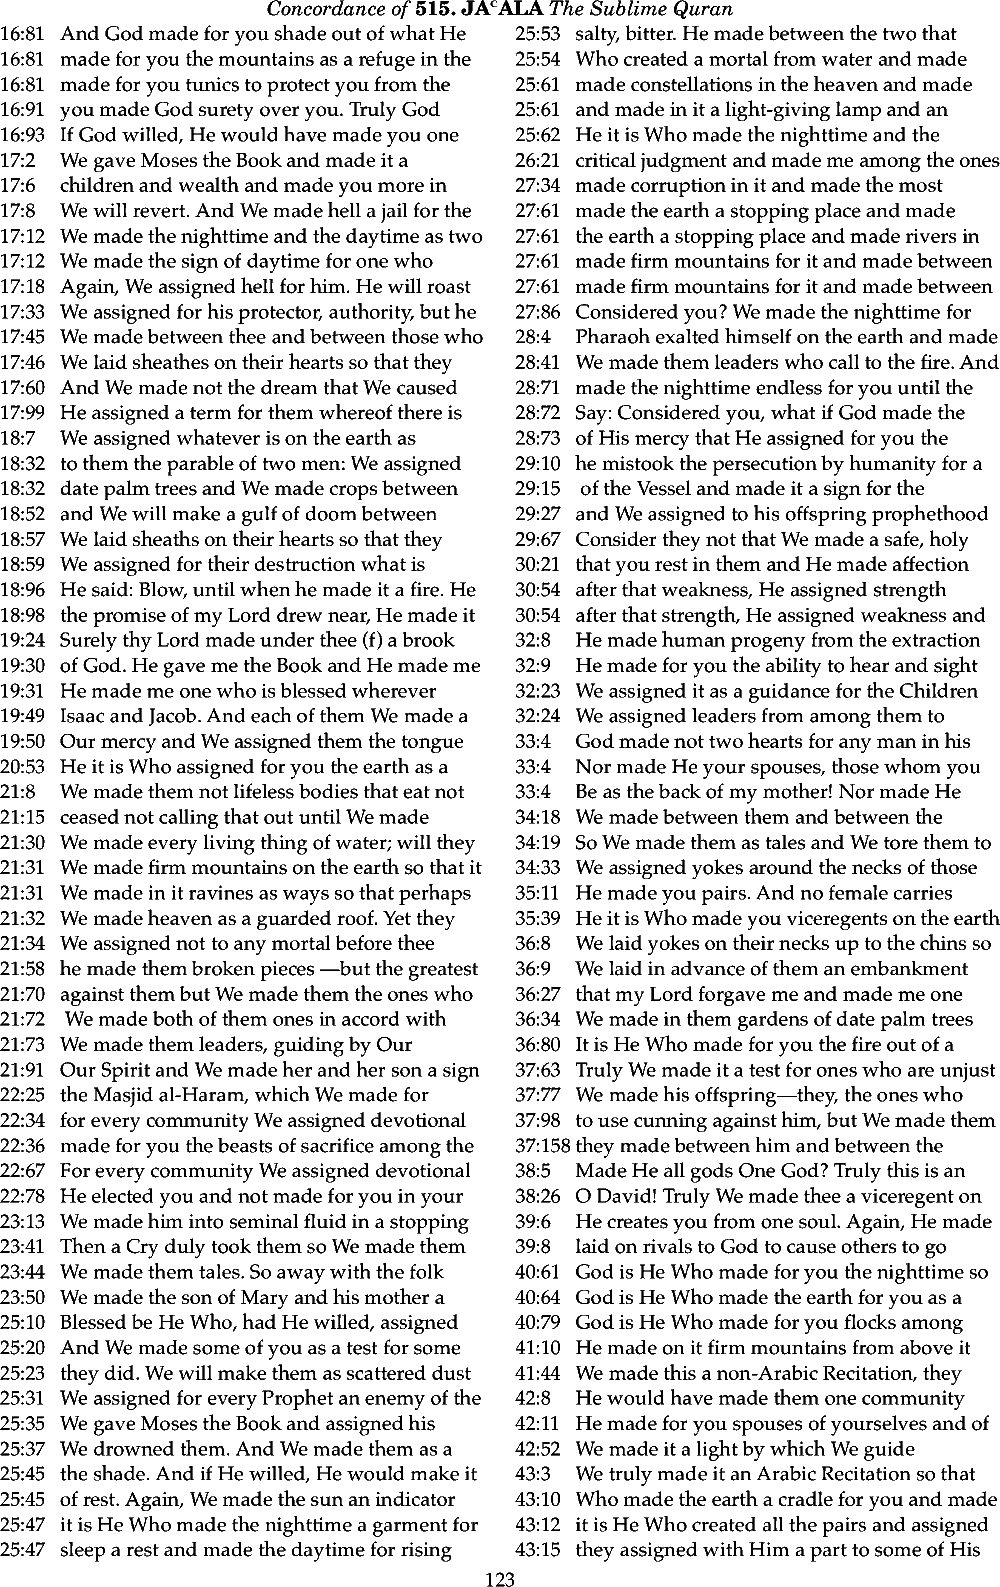 Concordance of 515. JAᶜALA The Sublime Quran
16:81 And God made for you shade out of what He
16:81 made for you the mountains as a refuge in the
16:81 made for you tunics to protect you from the
16:91 you made God surety over you. Truly God
16:93 If God willed, He would have made you one
17:2 We gave Moses the Book and made it a
17:6 children and wealth and made you more in
17:8 We will revert. And We made hell a jail for the
17:12 We made the nighttime and the daytime as two
17:12 We made the sign of daytime for one who
17:18 Again, We assigned hell for him. He will roast
17:33 We assigned for his protector, authority, but he
17:45 We made between thee and between those who
17:46 We laid sheathes on their hearts so that they
17:60 And We made not the dream that We caused
17:99 He assigned a term for them whereof there is
18:7 We assigned whatever is on the earth as
18:32 to them the parable of two men: We assigned
18:32 date palm trees and We made crops between
18:52 and We will make a gulf of doom between
18:57 We laid sheaths on their hearts so that they
18:59 We assigned for their destruction what is
18:96 He said: Blow, until when he made it a fire. He
18:98 the promise of my Lord drew near, He made it
19:24 Surely thy Lord made under thee (f) a brook
19:30 of God. He gave me the Book and He made me
19:31 He made me one who is blessed wherever
19:49 Isaac and Jacob. And each of them We made a
19:50 Our mercy and We assigned them the tongue
20:53 He it is Who assigned for you the earth as a
21:8 We made them not lifeless bodies that eat not
21:15 ceased not calling that out until We made
21:30 We made every living thing of water; will they
21:31 We made firm mountains on the earth so that it
21:31 We made in it ravines as ways so that perhaps
21:32 We made heaven as a guarded roof. Yet they
21:34 We assigned not to any mortal before thee
21:58 he made them broken pieces —but the greatest
21:70 against them but We made them the ones who
21:72 We made both of them ones in accord with
21:73 We made them leaders, guiding by Our
21:91 Our Spirit and We made her and her son a sign
22:25 the Masjid al-Haram, which We made for
22:34 for every community We assigned devotional
22:36 made for you the beasts of sacrifice among the
22:67 For every community We assigned devotional
22:78 He elected you and not made for you in your
23:13 We made him into seminal fluid in a stopping
23:41 Then a Cry duly took them so We made them
23:44 We made them tales. So away with the folk
23:50 We made the son of Mary and his mother a
25:10 Blessed be He Who, had He willed, assigned
25:20 And We made some of you as a test for some
25:23 they did. We will make them as scattered dust
25:31 We assigned for every Prophet an enemy of the
25:35 We gave Moses the Book and assigned his
25:37 We drowned them. And We made them as a
25:45 the shade. And if He willed, He would make it
25:45 of rest. Again, We made the sun an indicator
25:47 it is He Who made the nighttime a garment for
25:47 sleep a rest and made the daytime for rising
25:53 salty, bitter. He made between the two that
25:54 Who created a mortal from water and made
25:61 made constellations in the heaven and made
25:61 and made in it a light-giving lamp and an
25:62 He it is Who made the nighttime and the
26:21 critical judgment and made me among the ones
27:34 made corruption in it and made the most
27:61 made the earth a stopping place and made
27:61 the earth a stopping place and made rivers in
27:61 made firm mountains for it and made between
27:61 made firm mountains for it and made between
27:86 Considered you? We made the nighttime for
28:4 Pharaoh exalted himself on the earth and made
28:41 We made them leaders who call to the fire. And
28:71 made the nighttime endless for you until the
28:72 Say: Considered you, what if God made the
28:73 of His mercy that He assigned for you the
29:10 he mistook the persecution by humanity for a
29:15 of the Vessel and made it a sign for the
29:27 and We assigned to his offspring prophethood
29:67 Consider they not that We made a safe, holy
30:21 that you rest in them and He made affection
30:54 after that weakness, He assigned strength
30:54 after that strength, He assigned weakness and
32:8 He made human progeny from the extraction
32:9 He made for you the ability to hear and sight
32:23 We assigned it as a guidance for the Children
32:24 We assigned leaders from among them to
33:4 God made not two hearts for any man in his
33:4 Nor made He your spouses, those whom you
33:4 Be as the back of my mother! Nor made He
34:18 We made between them and between the
34:19 So We made them as tales and We tore them to
34:33 We assigned yokes around the necks of those
35:11 He made you pairs. And no female carries
35:39 He it is Who made you viceregents on the earth
36:8 We laid yokes on their necks up to the chins so
36:9 We laid in advance of them an embankment
36:27 that my Lord forgave me and made me one
36:34 We made in them gardens of date palm trees
36:80 It is He Who made for you the fire out of a
37:63 Truly We made it a test for ones who are unjust
37:77 We made his offspring—they, the ones who
37:98 to use cunning against him, but We made them
37:158 they made between him and between the
38:5 Made He all gods One God? Truly this is an
38:26 O David! Truly We made thee a viceregent on
39:6 He creates you from one soul. Again, He made
39:8 laid on rivals to God to cause others to go
40:61 God is He Who made for you the nighttime so
40:64 God is He Who made the earth for you as a
40:79 God is He Who made for you flocks among
41:10 He made on it firm mountains from above it
41:44 We made this a non-Arabic Recitation, they
42:8 He would have made them one community
42:11 He made for you spouses of yourselves and of
42:52 We made it a light by which We guide
43:3 We truly made it an Arabic Recitation so that
43:10 Who made the earth a cradle for you and made
43:12 it is He Who created all the pairs and assigned
43:15 they assigned with Him a part to some of His
123